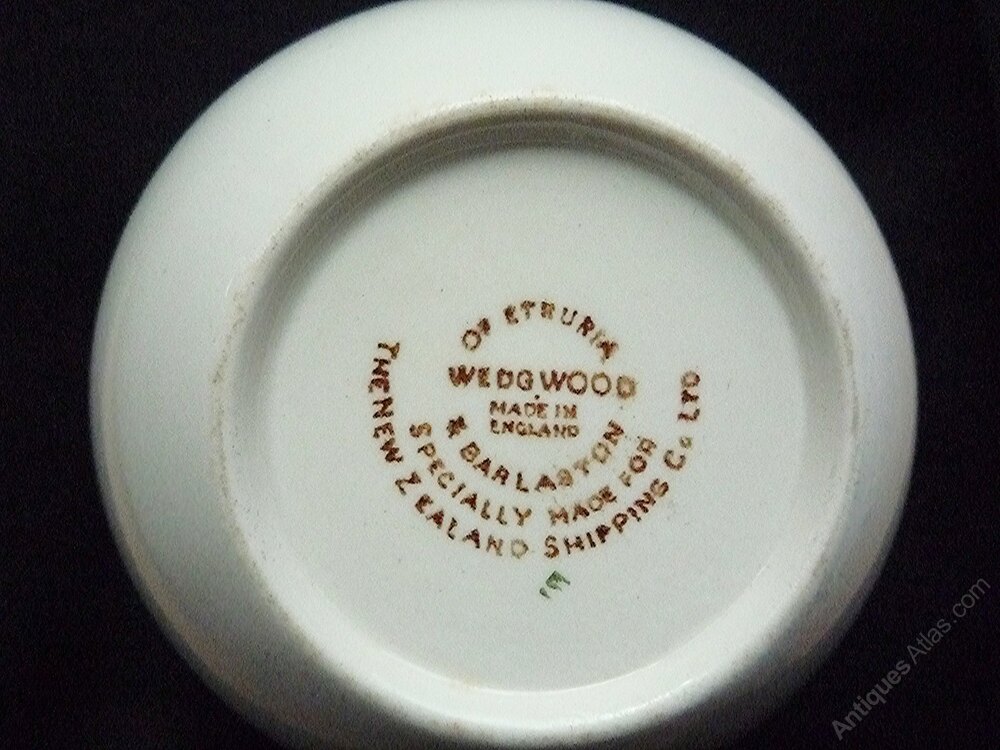 OF ETRURIA
WEDGWOOD
MADE IN
ENGLAND
& BARLASTON
SPECIALLY MADE FOR
THE NEW ZEALAND SHIPPING Co LTD
AntiquesAtlas.com